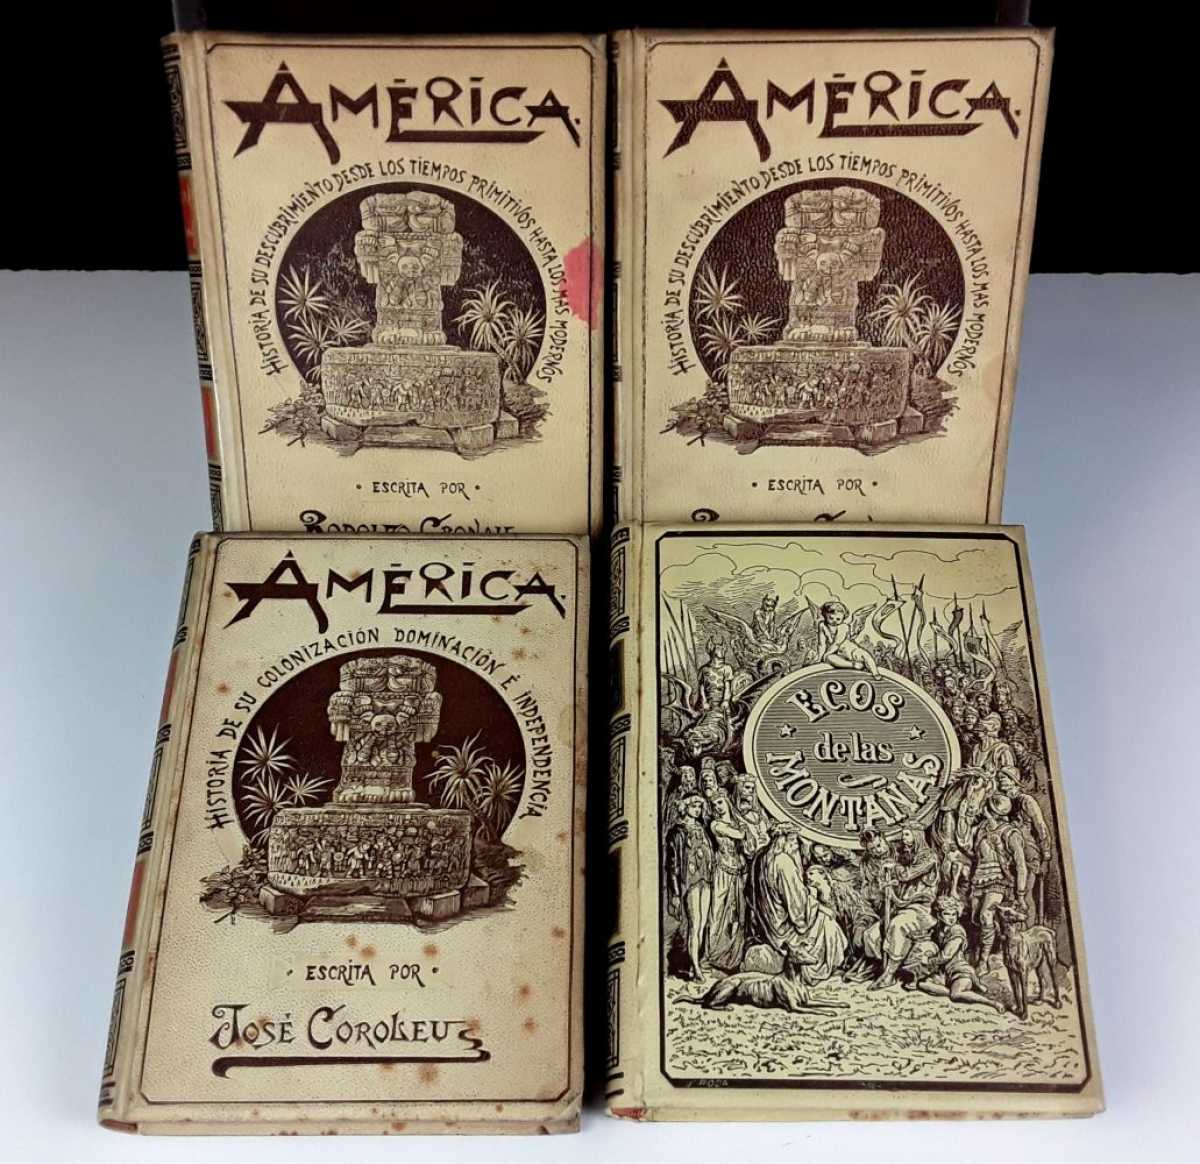 AMÉRICA.
HISTORIA DE SU DESCUBRIMIENTO DESDE LOS TIEMPOS PRIMITIVOS HASTA LOS MAS MODERNOS
· ESCRITA POR ·
RODOLFO CRONAU
AMÉRICA.
HISTORIA DE SU DESCUBRIMIENTO DESDE LOS TIEMPOS PRIMITIVOS HASTA LOS MAS MODERNOS
· ESCRITA POR ·
AMÉRICA.
HISTORIA DE SU COLONIZACIÓN DOMINACIÓN É INDEPENDENCIA
· ESCRITA POR ·
JOSÉ COROLEU
ECOS
de las
MONTAÑAS